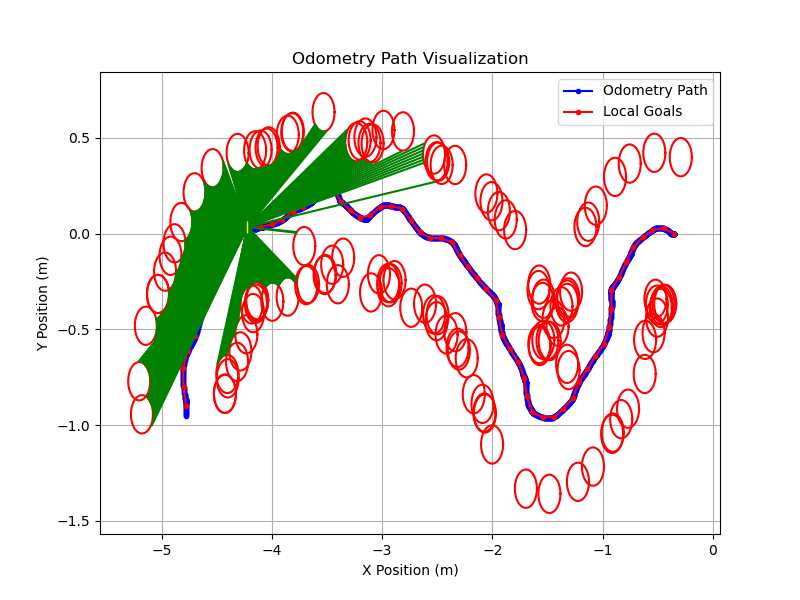 Odometry Path Visualization
Odometry Path
Local Goals
Y Position (m)
0.5
0.0
−0.5
−1.0
−1.5
−5
−4
−3
−2
−1
0
X Position (m)